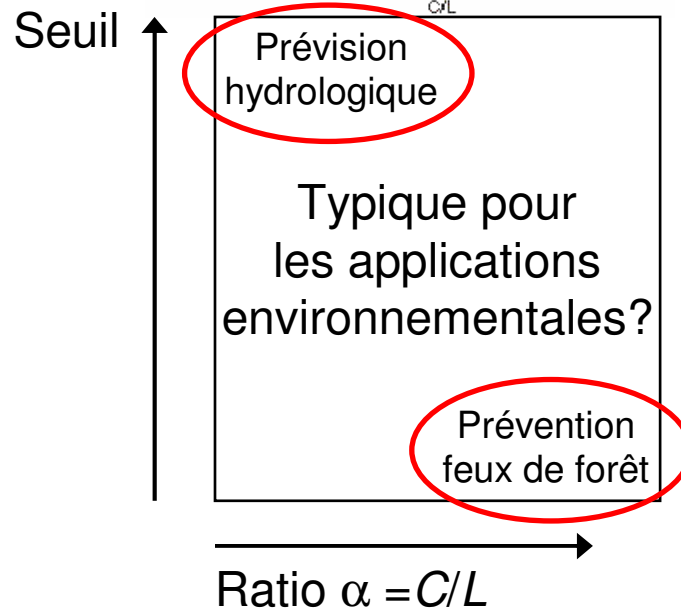 C/L
Seuil
Prévision
hydrologique
Typique pour
les applications
environnementales?
Prévention
feux de forêt
Ratio α =C/L